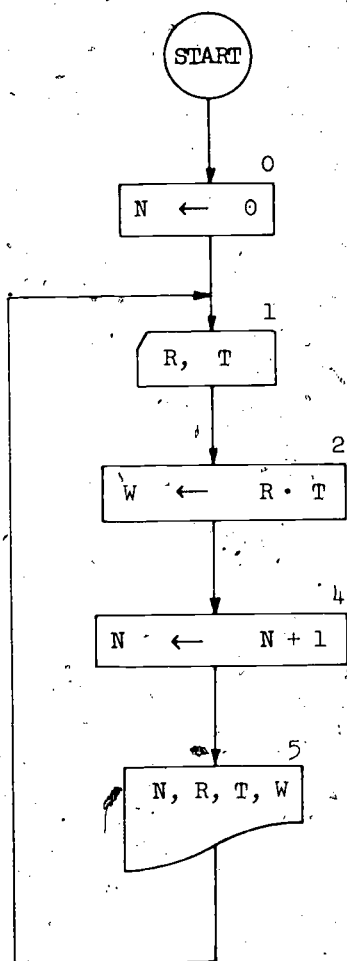 START
0
N ← 0
1
R, T
2
W ← R · T
4
N ← N + 1
5
N, R, T, W